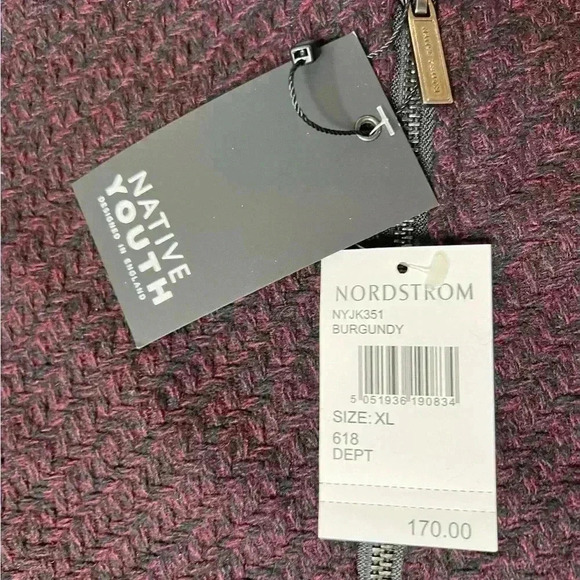 NATIVE
YOUTH
DESIGNED IN ENGLAND
NORDSTROM
NYJK351
BURGUNDY
5 051936 190834
SIZE: XL
618
DEPT
170.00